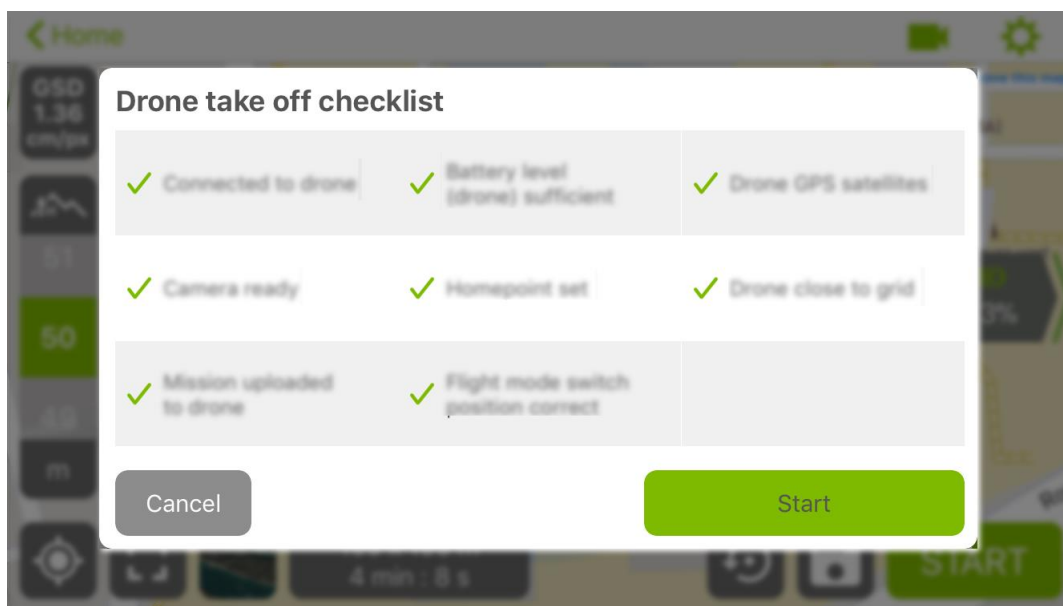 Home
GSD
1.36
cm/px
Drone take off checklist
Connected to drone
Battery level
(drone) sufficient
Drone GPS satellites
Camera ready
Homepoint set
Drone close to grid
Mission uploaded
to drone
Flight mode switch
position correct
51
50
49
m
Cancel
Start
4 min : 8 s
START